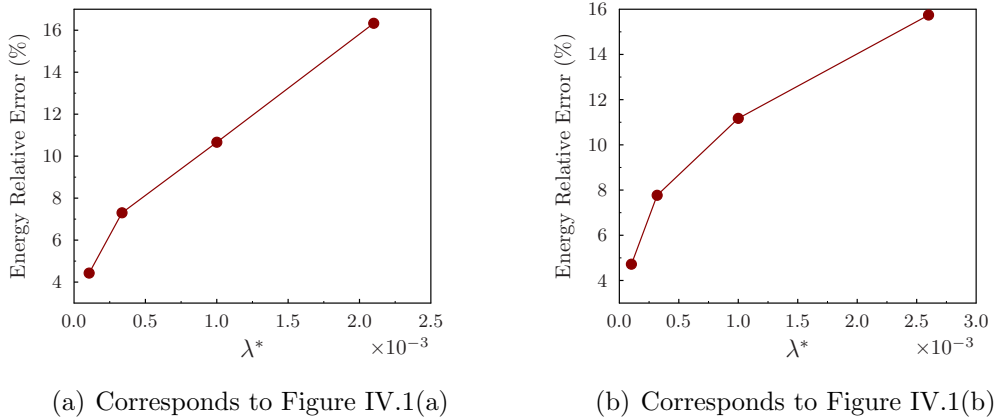 Energy Relative Error (%)
16
14
12
10
8
6
4
0.0 0.5 1.0 1.5 2.0 2.5
λ*
×10⁻³
(a) Corresponds to Figure IV.1(a)
Energy Relative Error (%)
16
14
12
10
8
6
4
0.0 0.5 1.0 1.5 2.0 2.5 3.0
λ*
×10⁻³
(b) Corresponds to Figure IV.1(b)